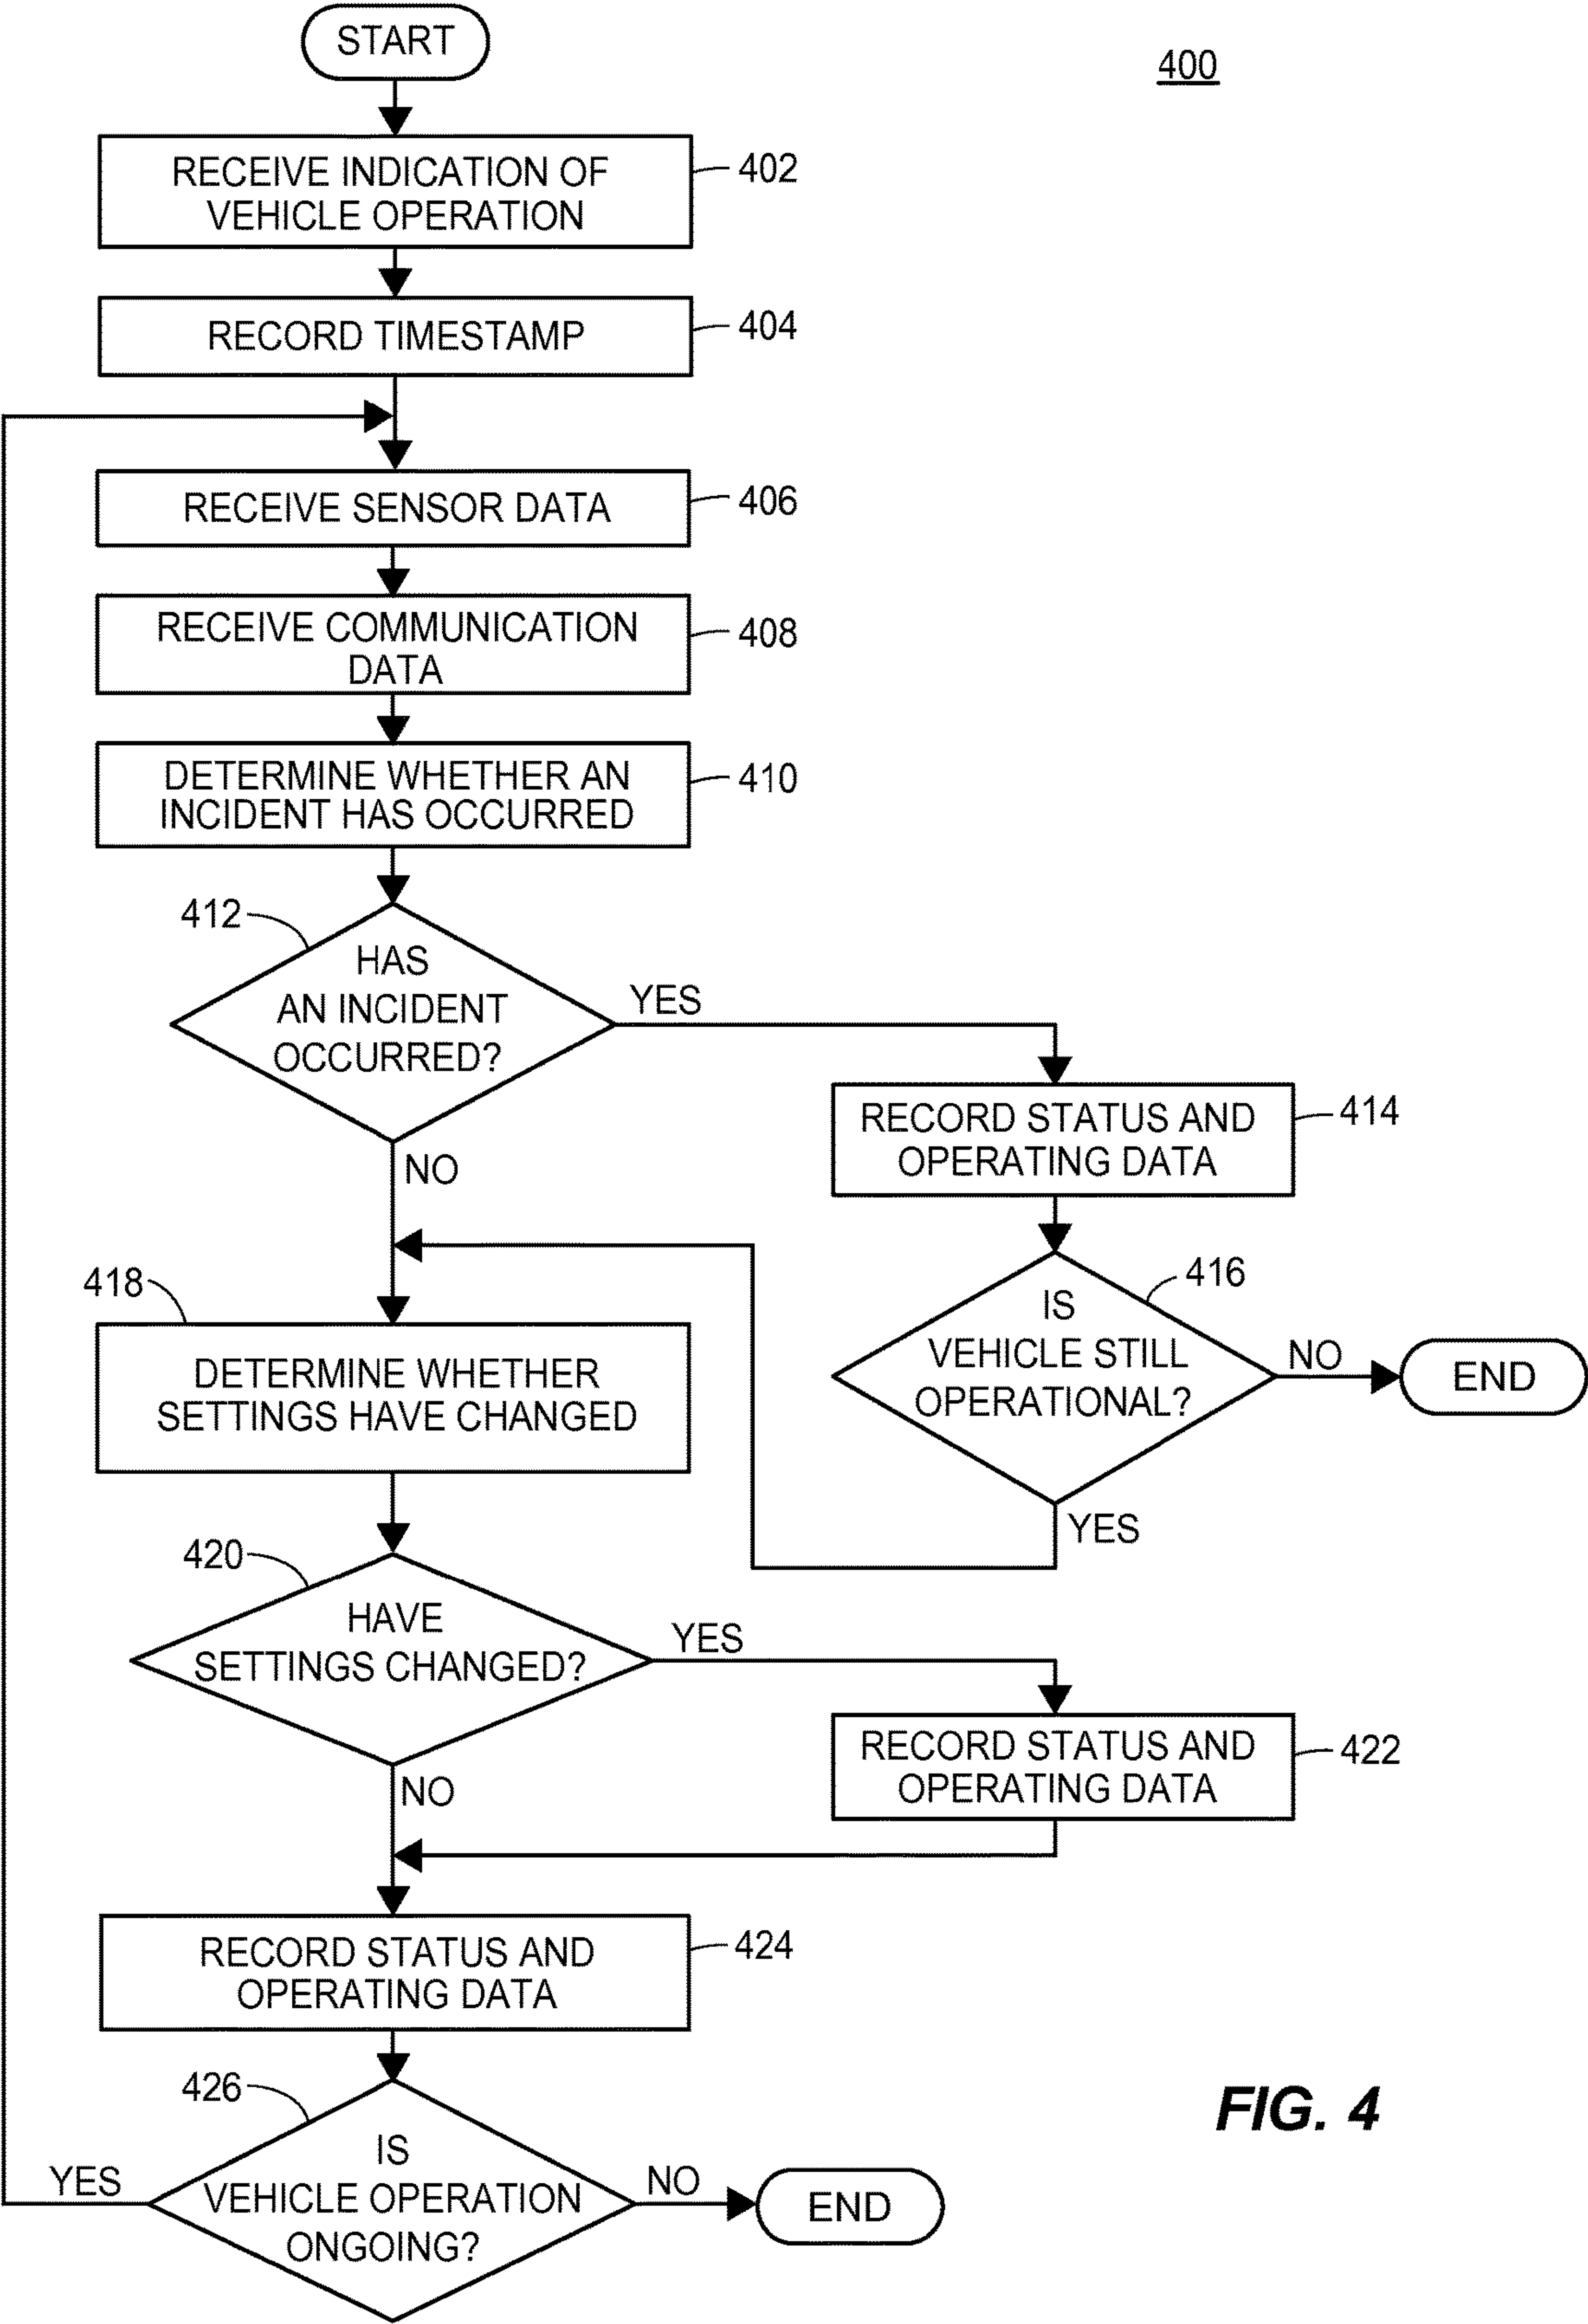 START
400
RECEIVE INDICATION OF
VEHICLE OPERATION
402
RECORD TIMESTAMP
404
RECEIVE SENSOR DATA
406
RECEIVE COMMUNICATION
DATA
408
DETERMINE WHETHER AN
INCIDENT HAS OCCURRED
410
412
HAS
AN INCIDENT
OCCURRED?
YES
NO
RECORD STATUS AND
OPERATING DATA
414
416
IS
VEHICLE STILL
OPERATIONAL?
NO
END
YES
418
DETERMINE WHETHER
SETTINGS HAVE CHANGED
420
HAVE
SETTINGS CHANGED?
YES
NO
RECORD STATUS AND
OPERATING DATA
422
RECORD STATUS AND
OPERATING DATA
424
426
IS
VEHICLE OPERATION
ONGOING?
YES
NO
END
FIG. 4